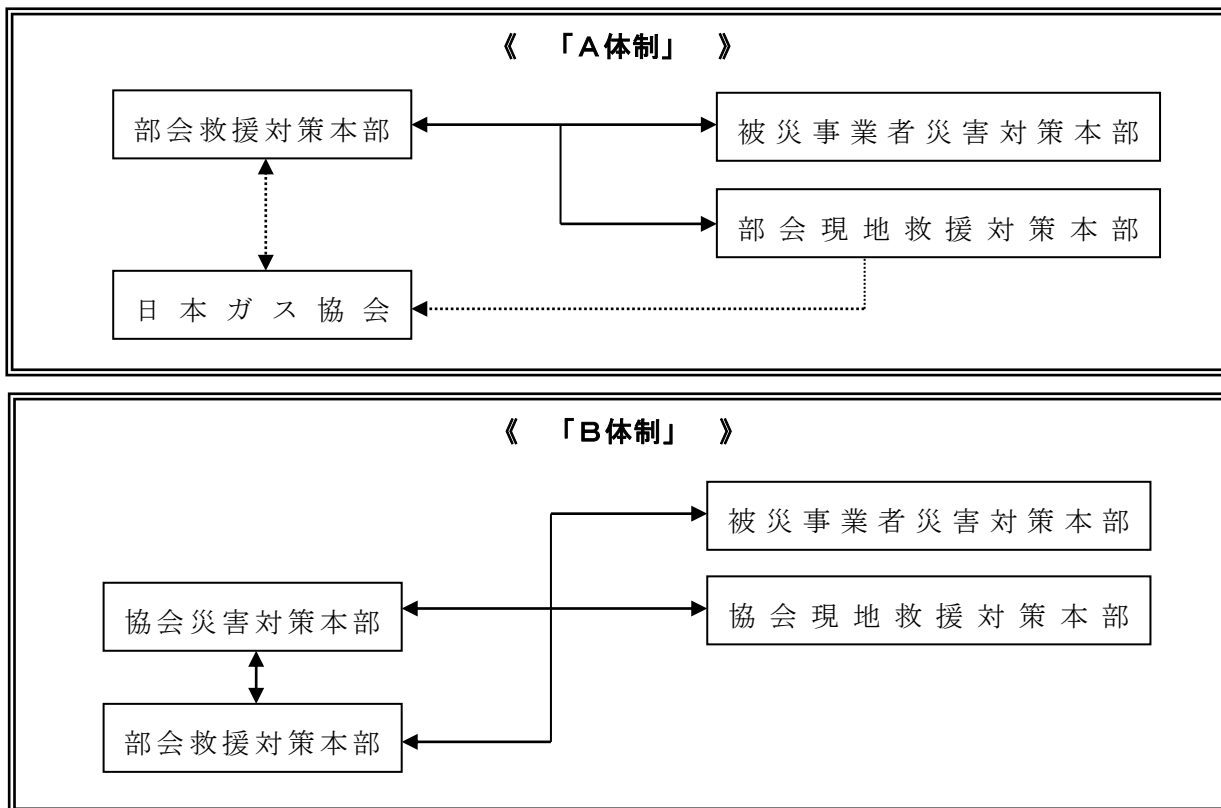 《 「A体制」 》
部会救援対策本部
被災事業者災害対策本部
部会現地救援対策本部
日本ガス協会
《 「B体制」 》
被災事業者災害対策本部
協会災害対策本部
協会現地救援対策本部
部会救援対策本部